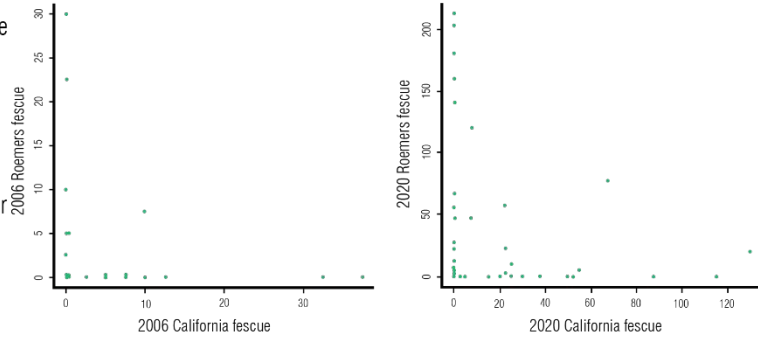 e
r
2006 Roemers fescue
30
25
20
15
10
5
0
0 10 20 30
2006 California fescue
2020 Roemers fescue
200
150
100
50
0
0 20 40 60 80 100 120
2020 California fescue